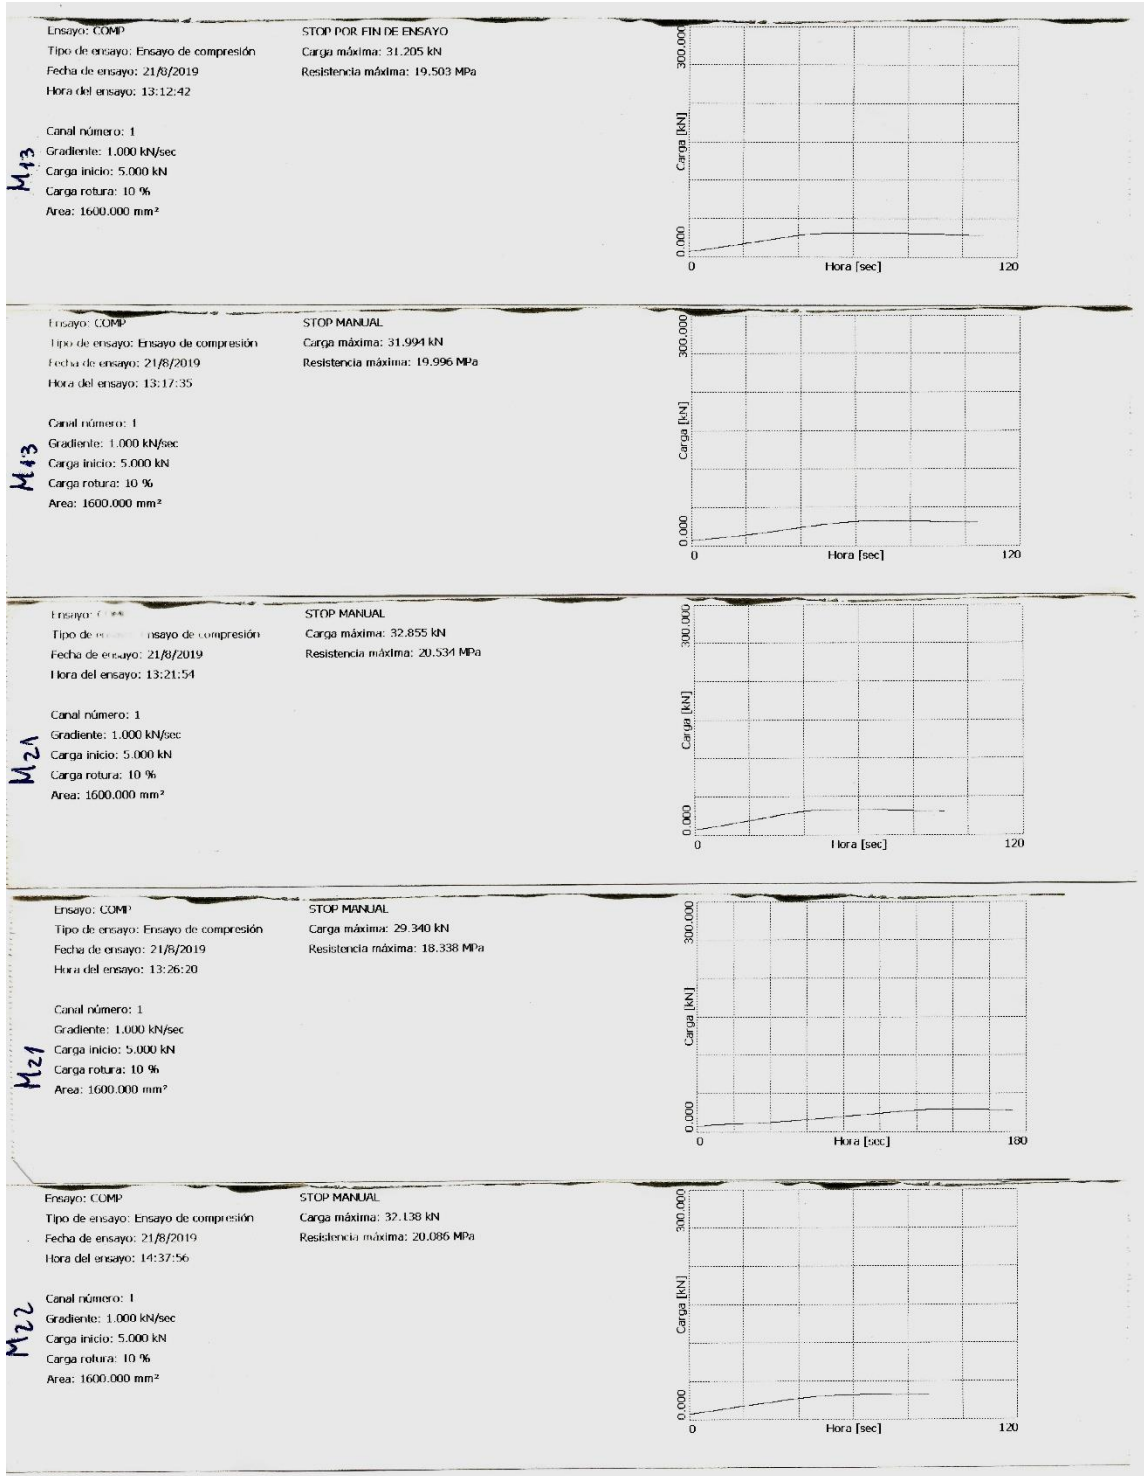 Ensayo: COMP
STOP POR FIN DE ENSAYO
Tipo de ensayo: Ensayo de compresión
Carga máxima: 31.205 kN
Fecha de ensayo: 21/8/2019
Resistencia máxima: 19.503 MPa
Hora del ensayo: 13:12:42
Canal número: 1
Gradiente: 1.000 kN/sec
Carga inicio: 5.000 kN
Carga rotura: 10 %
Area: 1600.000 mm²
M13
300.000
Carga [kN]
0.000
0 Hora [sec] 120
Ensayo: COMP
STOP MANUAL
Tipo de ensayo: Ensayo de compresión
Carga máxima: 31.994 kN
Fecha de ensayo: 21/8/2019
Resistencia máxima: 19.996 MPa
Hora del ensayo: 13:17:35
Canal número: 1
Gradiente: 1.000 kN/sec
Carga inicio: 5.000 kN
Carga rotura: 10 %
Area: 1600.000 mm²
M13
300.000
Carga [kN]
0.000
0 Hora [sec] 120
Ensayo:
STOP MANUAL
Tipo de nsayo de compresión
Carga máxima: 32.855 kN
Fecha de ensayo: 21/8/2019
Resistencia máxima: 20.534 MPa
Hora del ensayo: 13:21:54
Canal número: 1
Gradiente: 1.000 kN/sec
Carga inicio: 5.000 kN
Carga rotura: 10 %
Area: 1600.000 mm²
M21
300.000
Carga [kN]
0.000
0 Hora [sec] 120
Ensayo: COMP
STOP MANUAL
Tipo de ensayo: Ensayo de compresión
Carga máxima: 29.340 kN
Fecha de ensayo: 21/8/2019
Resistencia máxima: 18.338 MPa
Hora del ensayo: 13:26:20
Canal número: 1
Gradiente: 1.000 kN/sec
Carga inicio: 5.000 kN
Carga rotura: 10 %
Area: 1600.000 mm²
M21
300.000
Carga [kN]
0.000
0 Hora [sec] 180
Ensayo: COMP
STOP MANUAL
Tipo de ensayo: Ensayo de compresión
Carga máxima: 32.138 kN
Fecha de ensayo: 21/8/2019
Resistencia máxima: 20.086 MPa
Hora del ensayo: 14:37:56
Canal número: 1
Gradiente: 1.000 kN/sec
Carga inicio: 5.000 kN
Carga rotura: 10 %
Area: 1600.000 mm²
M22
300.000
Carga [kN]
0.000
0 Hora [sec] 120